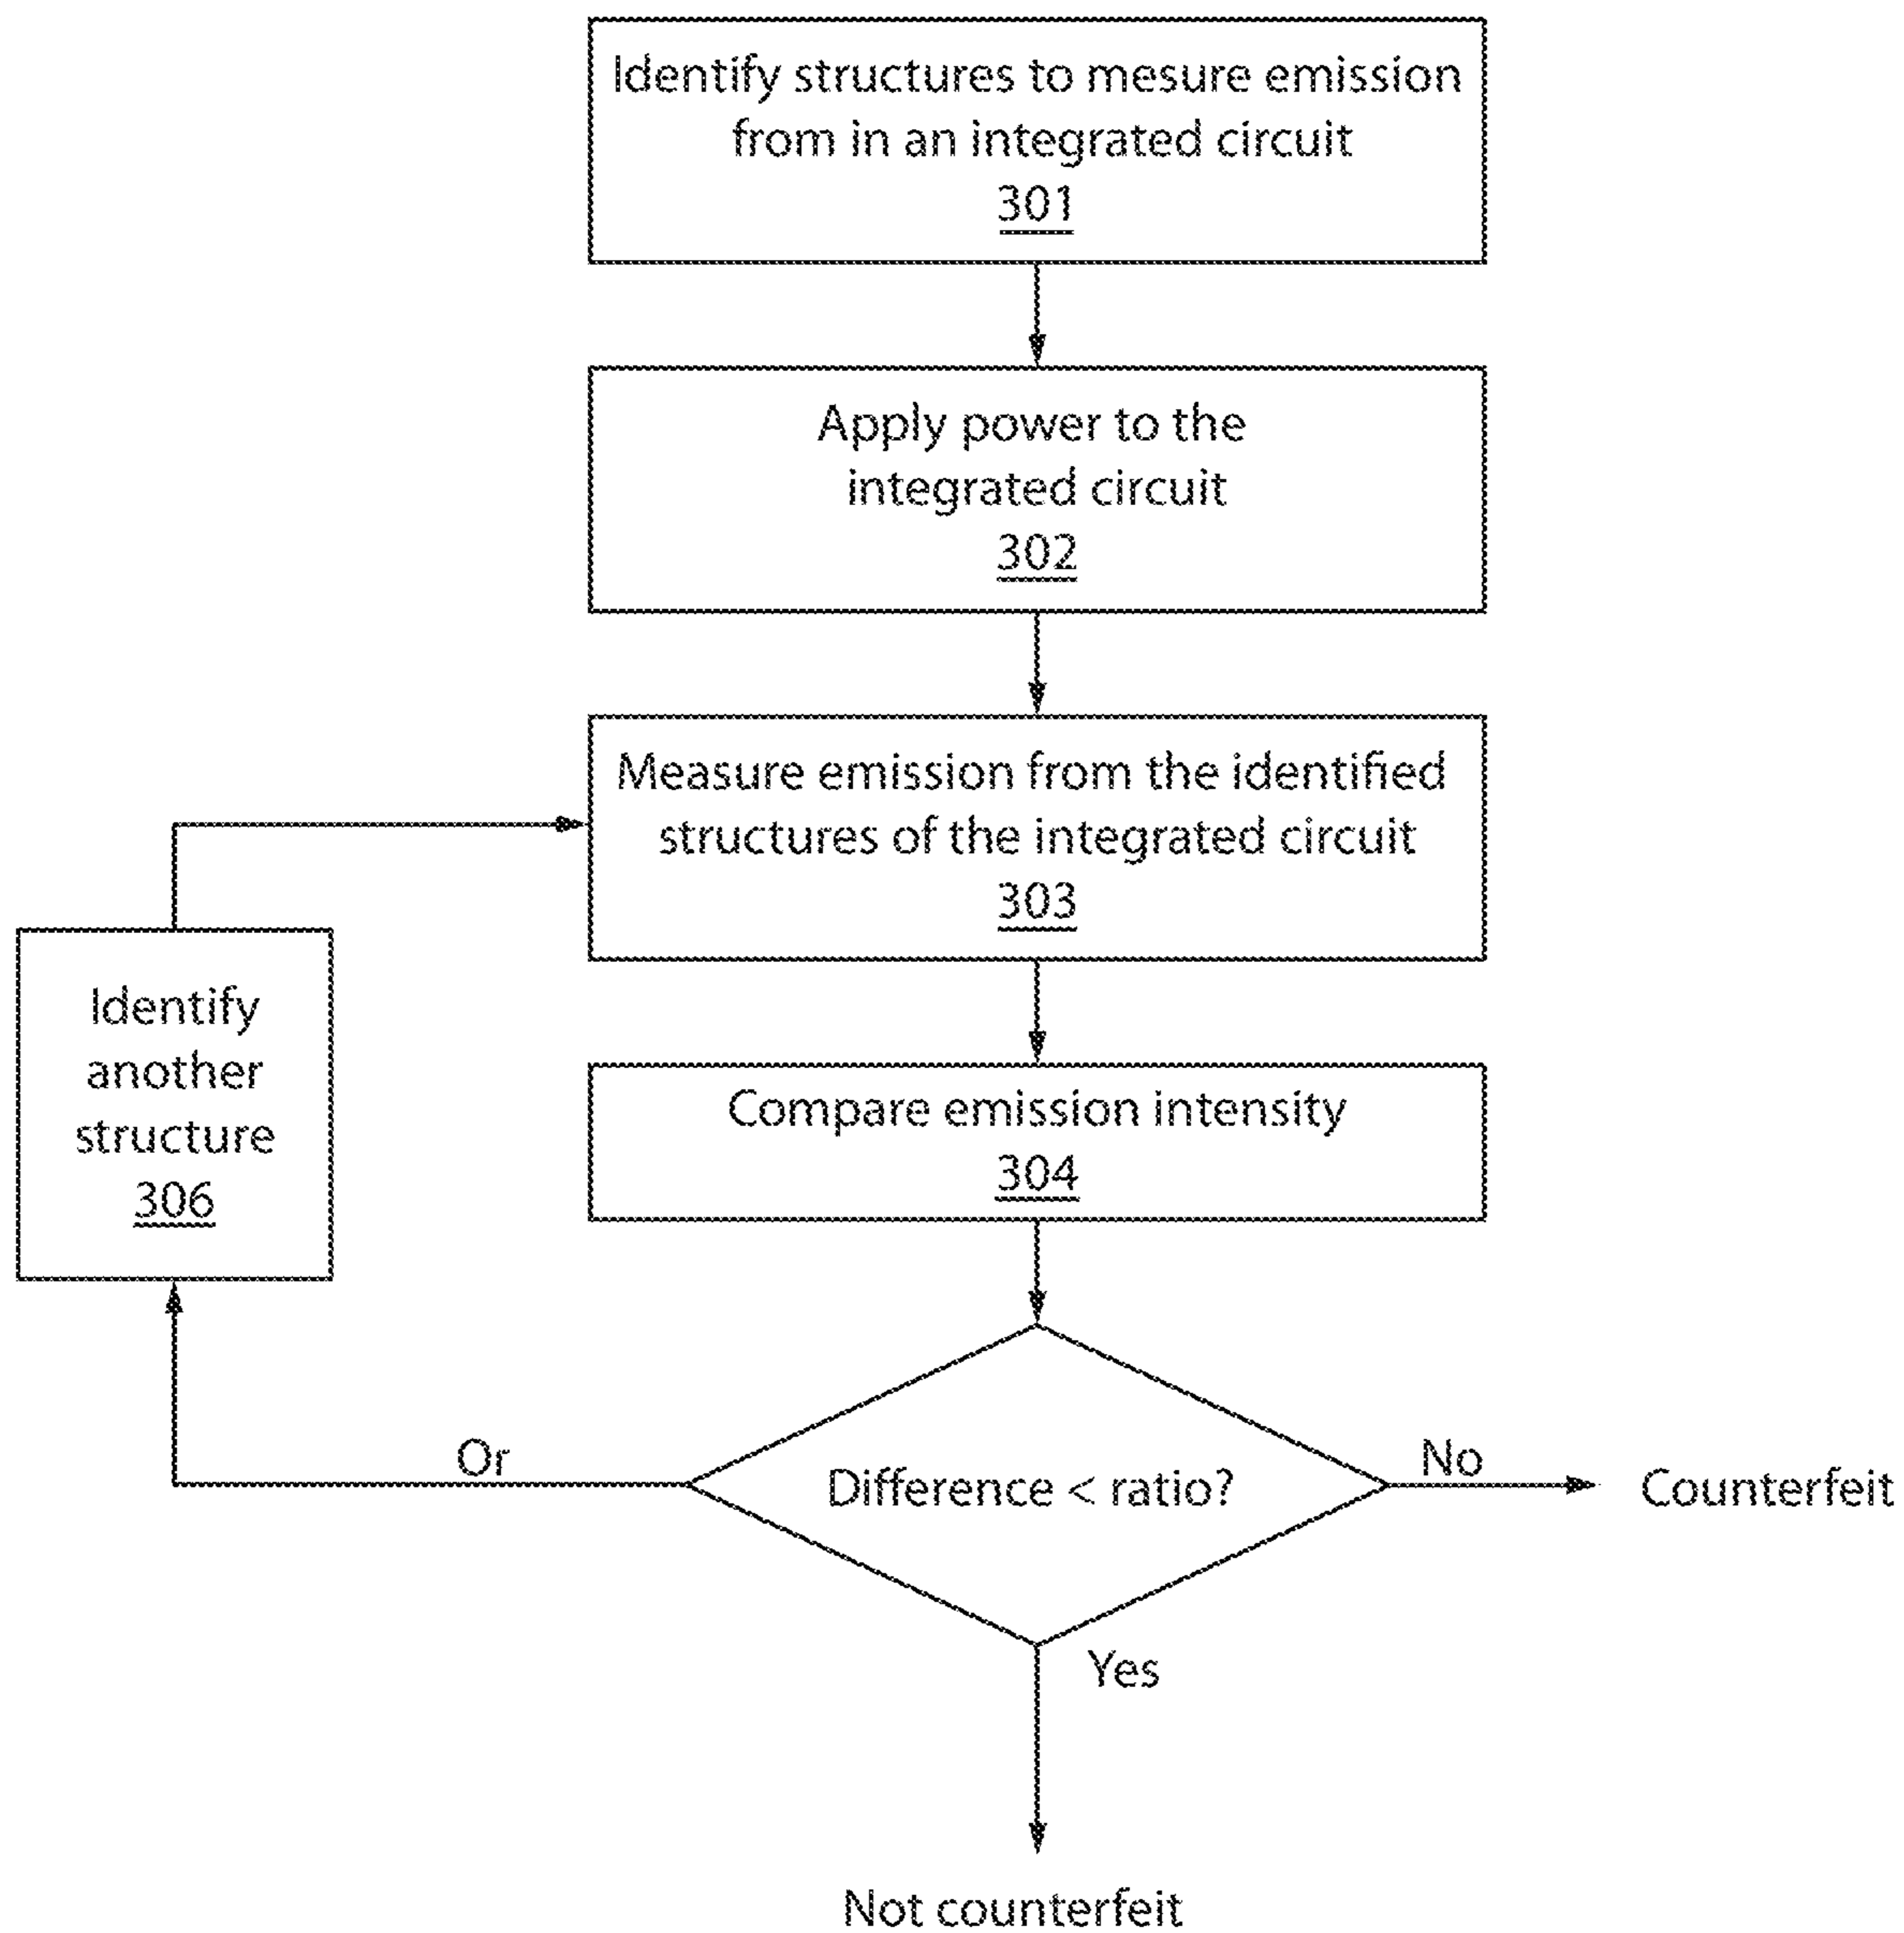 Identify structures to mesure emission
from in an integrated circuit
301
Apply power to the
integrated circuit
302
Measure emission from the identified
structures of the integrated circuit
303
Identify
another
structure
306
Compare emission intensity
304
Or
Difference < ratio?
No
Counterfeit
Yes
Not counterfeit